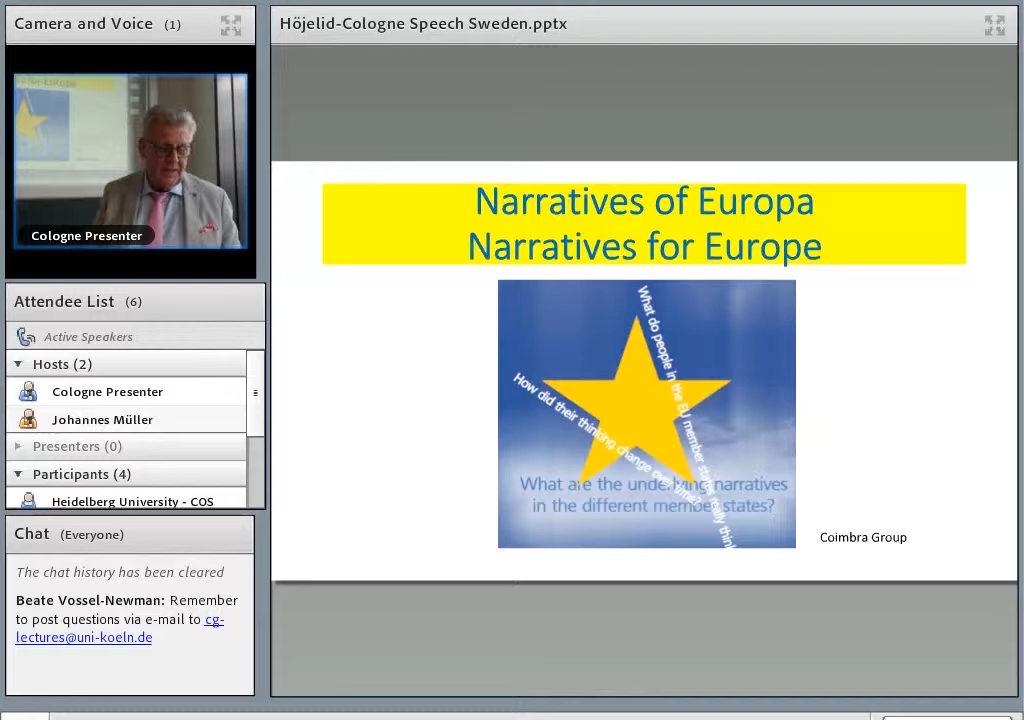 Camera and Voice (1)
Cologne Presenter
Attendee List (6)
Active Speakers
Hosts (2)
Cologne Presenter
Johannes Müller
Presenters (0)
Participants (4)
Heidelberg University - COS
Chat (Everyone)
The chat history has been cleared
Beate Vossel-Newman: Remember
to post questions via e-mail to cg-
lectures@uni-koeln.de
Höjelid-Cologne Speech Sweden.pptx
Narratives of Europa
Narratives for Europe
What do people in the EU member states really think
How did their thinking change over time?
What are the underlying narratives
in the different member states?
Coimbra Group